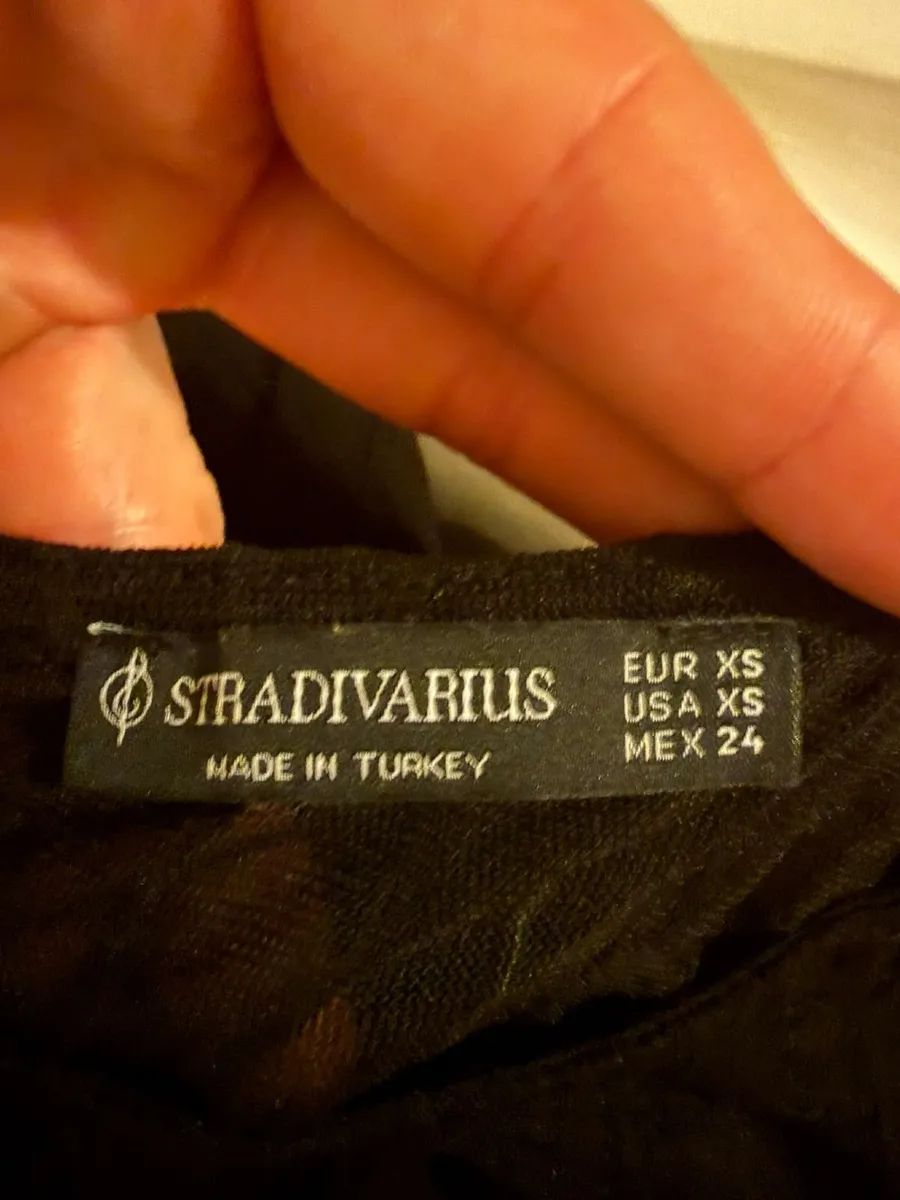 STRADIVARIUS
MADE IN TURKEY
EUR XS
USA XS
MEX 24